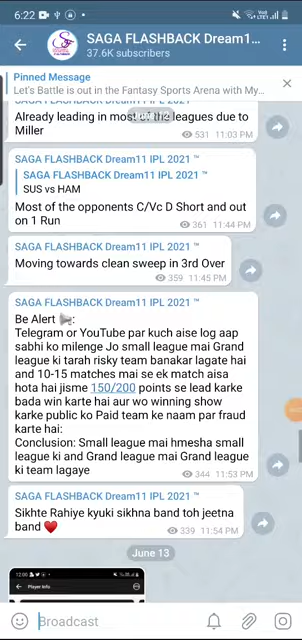 6:22
SAGA FLASHBACK Dream1...
37.6K subscribers
Pinned Message
Let's Battle is out in the Fantasy Sports Arena with My...
SAGA FLASHBACK Dream11 IPL 2021 ™
Already leading in most of the leagues due to
Miller
531 11:03 PM
SAGA FLASHBACK Dream11 IPL 2021 ™
SAGA FLASHBACK Dream11 IPL 2021 ™
SUS vs HAM
Most of the opponents C/Vc D Short and out
on 1 Run
361 11:44 PM
SAGA FLASHBACK Dream11 IPL 2021 ™
Moving towards clean sweep in 3rd Over
359 11:45 PM
SAGA FLASHBACK Dream11 IPL 2021 ™
Be Alert 📢:
Telegram or YouTube par kuch aise log aap
sabhi ko milenge Jo small league mai Grand
league ki tarah risky team banakar lagate hai
and 10-15 matches mai se ek match aisa
hota hai jisme 150/200 points se lead karke
bada win karte hai aur wo winning show
karke public ko Paid team ke naam par fraud
karte hai:
Conclusion: Small league mai hmesha small
league ki and Grand league mai Grand league
ki team lagaye
344 11:53 PM
SAGA FLASHBACK Dream11 IPL 2021 ™
Sikhte Rahiye kyuki sikhna band toh jeetna
band ❤️
339 11:54 PM
June 13
12:00
Player Info
Broadcast